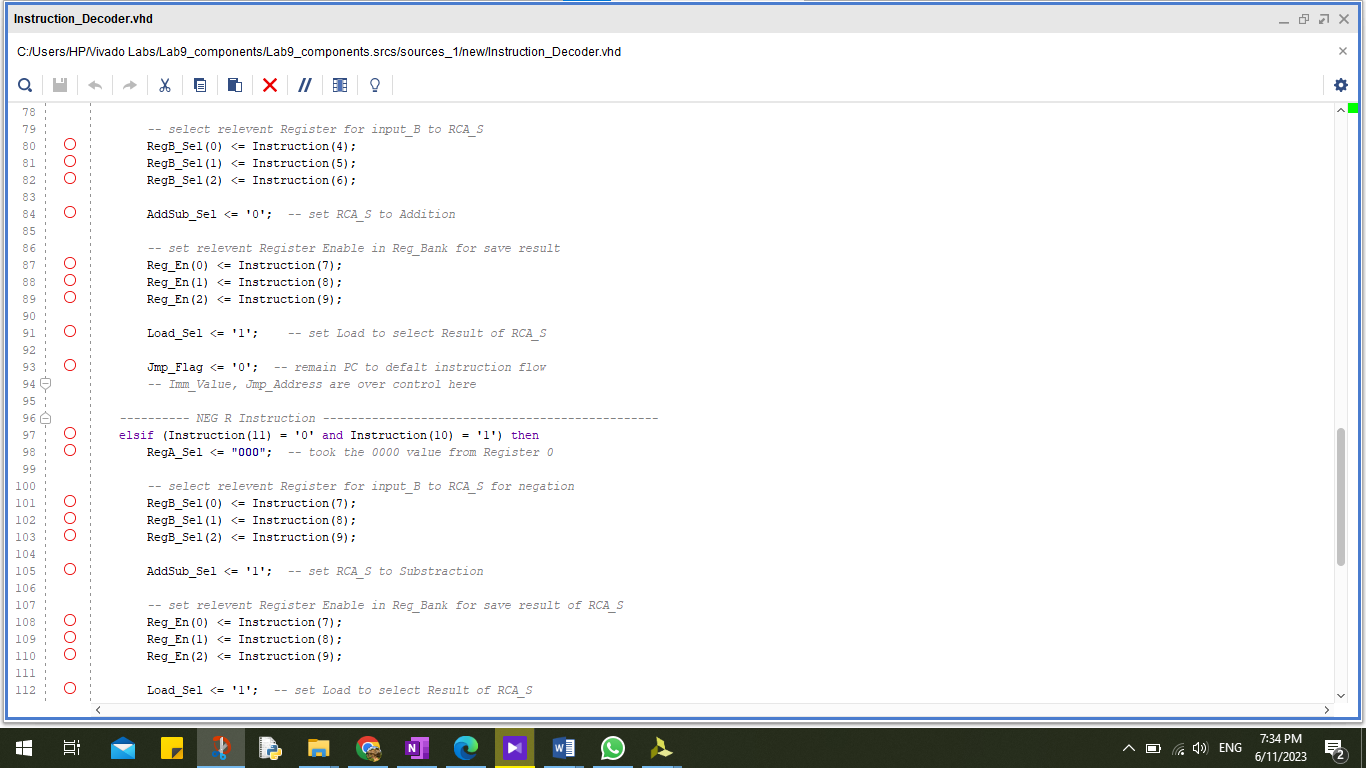 Instruction_Decoder.vhd
C:/Users/HP/Vivado Labs/Lab9_components/Lab9_components.srcs/sources_1/new/Instruction_Decoder.vhd
78
79 -- select relevent Register for input_B to RCA_S
80 RegB_Sel(0) <= Instruction(4);
81 RegB_Sel(1) <= Instruction(5);
82 RegB_Sel(2) <= Instruction(6);
83
84 AddSub_Sel <= '0'; -- set RCA_S to Addition
85
86 -- set relevent Register Enable in Reg_Bank for save result
87 Reg_En(0) <= Instruction(7);
88 Reg_En(1) <= Instruction(8);
89 Reg_En(2) <= Instruction(9);
90
91 Load_Sel <= '1'; -- set Load to select Result of RCA_S
92
93 Jmp_Flag <= '0'; -- remain PC to defalt instruction flow
94 -- Imm_Value, Jmp_Address are over control here
95
96 ---------- NEG R Instruction ------------------------------------------------
97 elsif (Instruction(11) = '0' and Instruction(10) = '1') then
98 RegA_Sel <= "000"; -- took the 0000 value from Register 0
99
100 -- select relevent Register for input_B to RCA_S for negation
101 RegB_Sel(0) <= Instruction(7);
102 RegB_Sel(1) <= Instruction(8);
103 RegB_Sel(2) <= Instruction(9);
104
105 AddSub_Sel <= '1'; -- set RCA_S to Substraction
106
107 -- set relevent Register Enable in Reg_Bank for save result of RCA_S
108 Reg_En(0) <= Instruction(7);
109 Reg_En(1) <= Instruction(8);
110 Reg_En(2) <= Instruction(9);
111
112 Load_Sel <= '1'; -- set Load to select Result of RCA_S
ENG
7:34 PM
6/11/2023
2